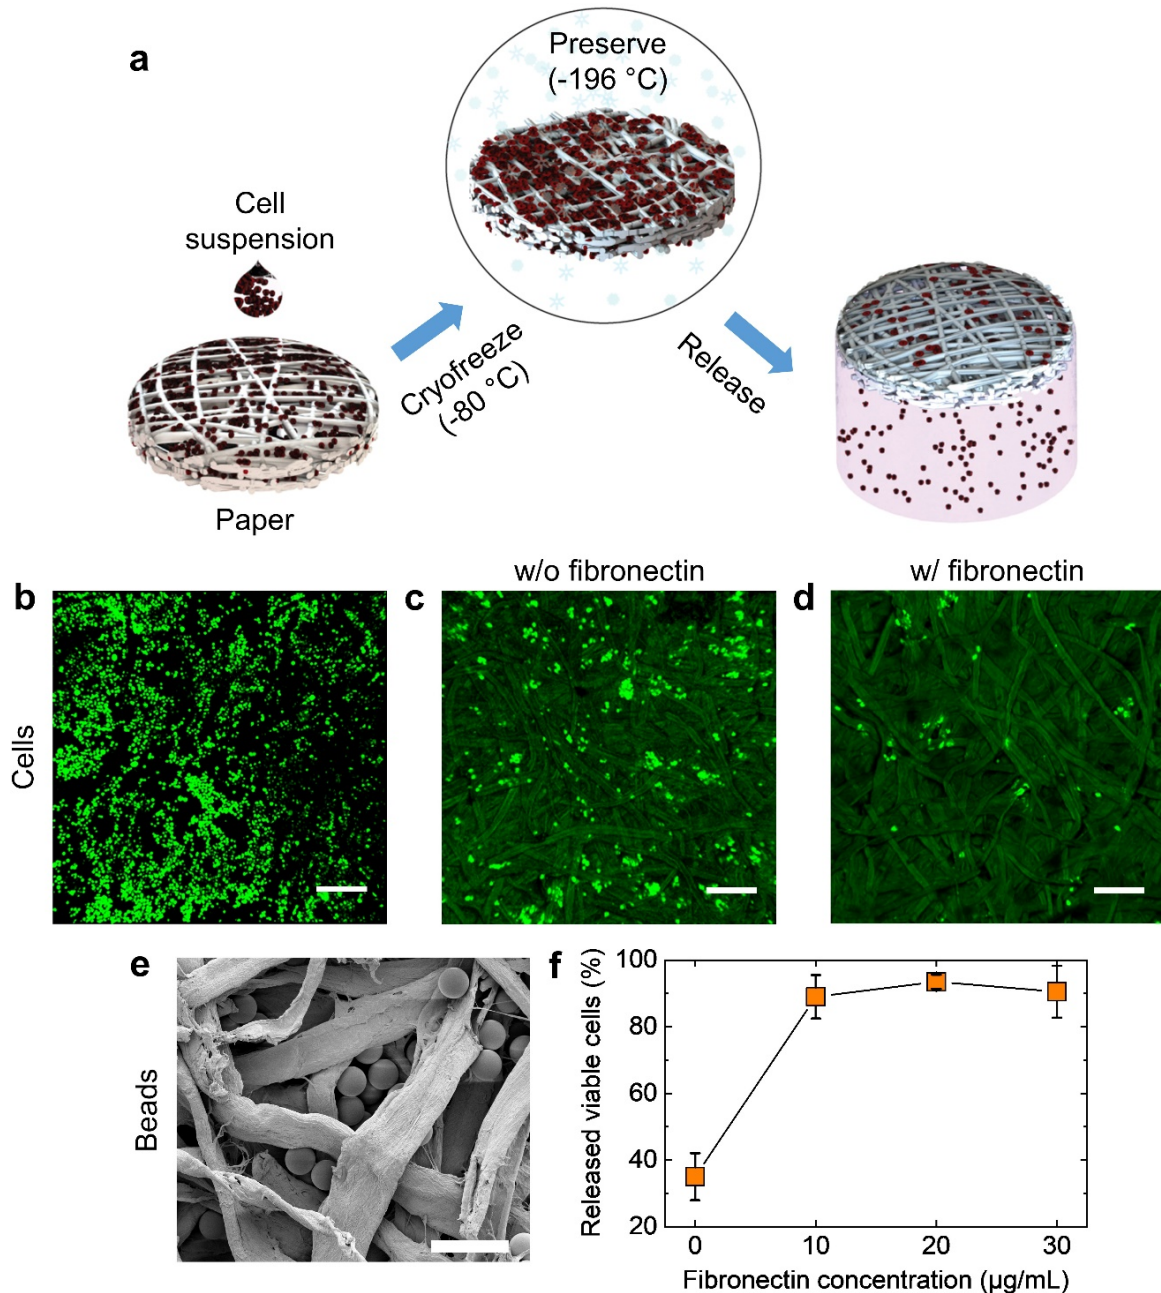 a
Preserve
(-196 °C)
Cell
suspension
Cryofreeze
(-80 °C)
Release
Paper
w/o fibronectin
w/ fibronectin
b
c
d
Cells
e
f
Beads
Released viable cells (%)
100
80
60
40
20
0
10
20
30
Fibronectin concentration (µg/mL)